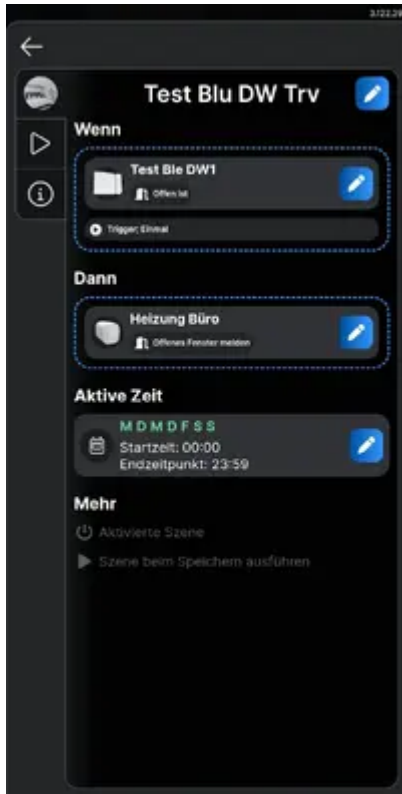 Test Blu DW Trv
Wenn
Test Ble DW1
Offen ist
Trigger: Einmal
Dann
Heizung Büro
Offenes Fenster melden
Aktive Zeit
M D M D F S S
Startzeit: 00:00
Endzeitpunkt: 23:59
Mehr
Aktivierte Szene
Szene beim Speichern ausführen